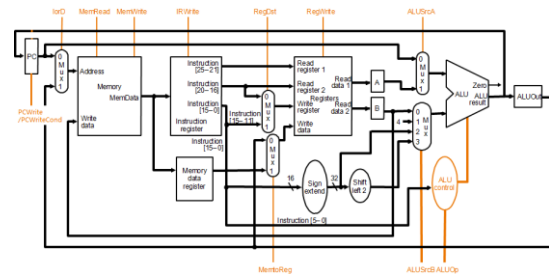 IorD
MemRead
MemWrite
IRWrite
RegDst
RegWrite
ALUSrcA
PC
0
M
u
x
1
Address
Memory
MemData
Write
data
Instruction
[25-21]
Instruction
[20-16]
Instruction
[15-0]
Instruction
register
Instruction
[15-0]
[15-11]
0
M
u
x
1
Read
register 1
Read
register 2
Registers
Write
register
Write
data
Read
data 1
Read
data 2
A
B
0
M
u
x
1
4
0
1
2
3
M
u
x
Zero
ALU
ALU
result
ALUOut
PCWrite
/PCWriteCond
Memory
data
register
0
M
u
x
1
16
Sign
extend
32
Shift
left 2
ALU
control
Instruction [5-0]
MemtoReg
ALUSrcB
ALUOp